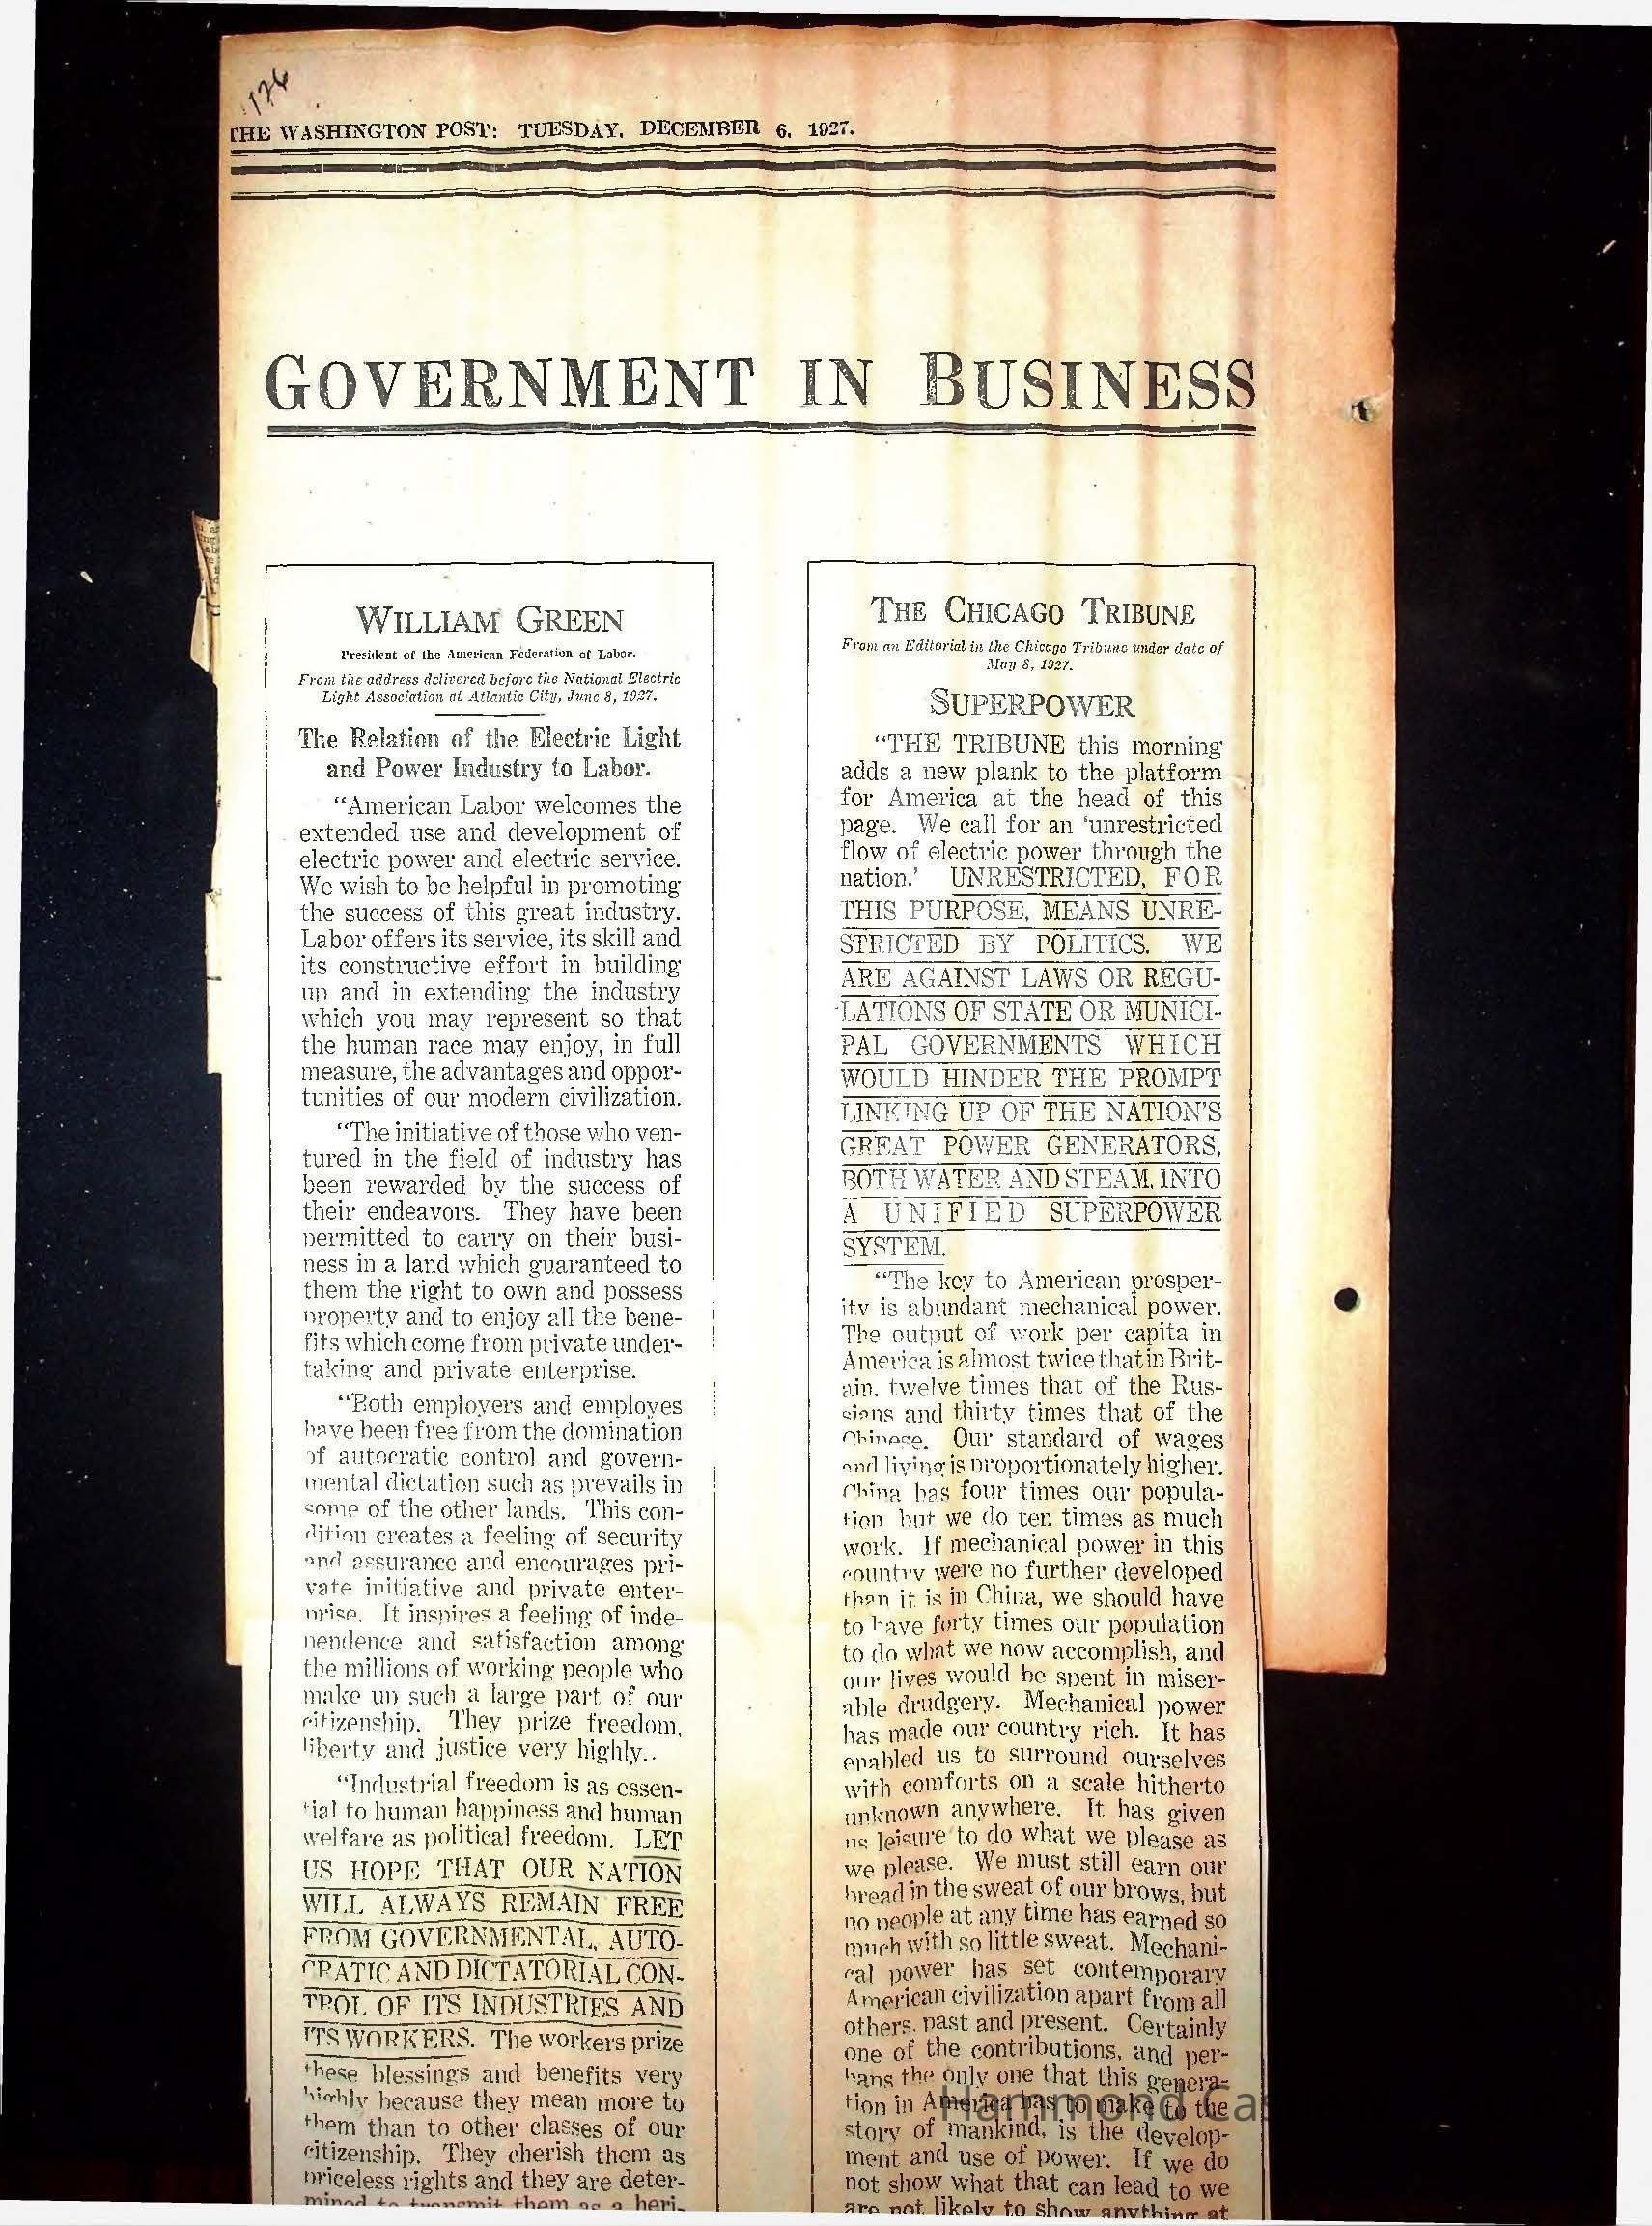 126
THE WASHINGTON POST: TUESDAY, DECEMBER 6, 1927.
GOVERNMENT IN BUSINESS
WILLIAM GREEN
President of the American Federation of Labor.
From the address delivered before the National Electric
Light Association at Atlantic City, June 8, 1927.
The Relation of the Electric Light
and Power Industry to Labor.
"American Labor welcomes the
extended use and development of
electric power and electric service.
We wish to be helpful in promoting
the success of this great industry.
Labor offers its service, its skill and
its constructive effort in building
up and in extending the industry
which you may represent so that
the human race may enjoy, in full
measure, the advantages and oppor-
tunities of our modern civilization.
"The initiative of those who ven-
tured in the field of industry has
been rewarded by the success of
their endeavors. They have been
permitted to carry on their busi-
ness in a land which guaranteed to
them the right to own and possess
property and to enjoy all the bene-
fits which come from private under-
taking and private enterprise.
"Both employers and employes
have been free from the domination
of autocratic control and govern-
mental dictation such as prevails in
some of the other lands. This con-
dition creates a feeling of security
and assurance and encourages pri-
vate initiative and private enter-
prise. It inspires a feeling of inde-
pendence and satisfaction among
the millions of working people who
make up such a large part of our
citizenship. They prize freedom,
liberty and justice very highly..
"Industrial freedom is as essen-
tial to human happiness and human
welfare as political freedom. LET
US HOPE THAT OUR NATION
WILL ALWAYS REMAIN FREE
FROM GOVERNMENTAL, AUTO-
CRATIC AND DICTATORIAL CON-
TROL OF ITS INDUSTRIES AND
ITS WORKERS. The workers prize
these blessings and benefits very
highly because they mean more to
them than to other classes of our
citizenship. They cherish them as
priceless rights and they are deter-
mined to transmit them as a heri-
THE CHICAGO TRIBUNE
From an Editorial in the Chicago Tribune under date of
May 8, 1927.
SUPERPOWER
"THE TRIBUNE this morning
adds a new plank to the platform
for America at the head of this
page. We call for an 'unrestricted
flow of electric power through the
nation.' UNRESTRICTED, FOR
THIS PURPOSE, MEANS UNRE-
STRICTED BY POLITICS. WE
ARE AGAINST LAWS OR REGU-
LATIONS OF STATE OR MUNICI-
PAL GOVERNMENTS WHICH
WOULD HINDER THE PROMPT
LINKING UP OF THE NATION'S
GREAT POWER GENERATORS,
BOTH WATER AND STEAM, INTO
A UNIFIED SUPERPOWER
SYSTEM.
"The key to American prosper-
ity is abundant mechanical power.
The output of work per capita in
America is almost twice that in Brit-
ain, twelve times that of the Rus-
sians and thirty times that of the
Chinese. Our standard of wages
and living is proportionately higher.
China has four times our popula-
tion but we do ten times as much
work. If mechanical power in this
country were no further developed
than it is in China, we should have
to have forty times our population
to do what we now accomplish, and
our lives would be spent in miser-
able drudgery. Mechanical power
has made our country rich. It has
enabled us to surround ourselves
with comforts on a scale hitherto
unknown anywhere. It has given
us leisure to do what we please as
we please. We must still earn our
bread in the sweat of our brows, but
no people at any time has earned so
much with so little sweat. Mechani-
cal power has set contemporary
American civilization apart from all
others, past and present. Certainly
one of the contributions, and per-
haps the only one that this genera-
tion in America has to make to the
story of mankind, is the develop-
ment and use of power. If we do
not show what that can lead to we
are not likely to show anything at
Hammond Cas